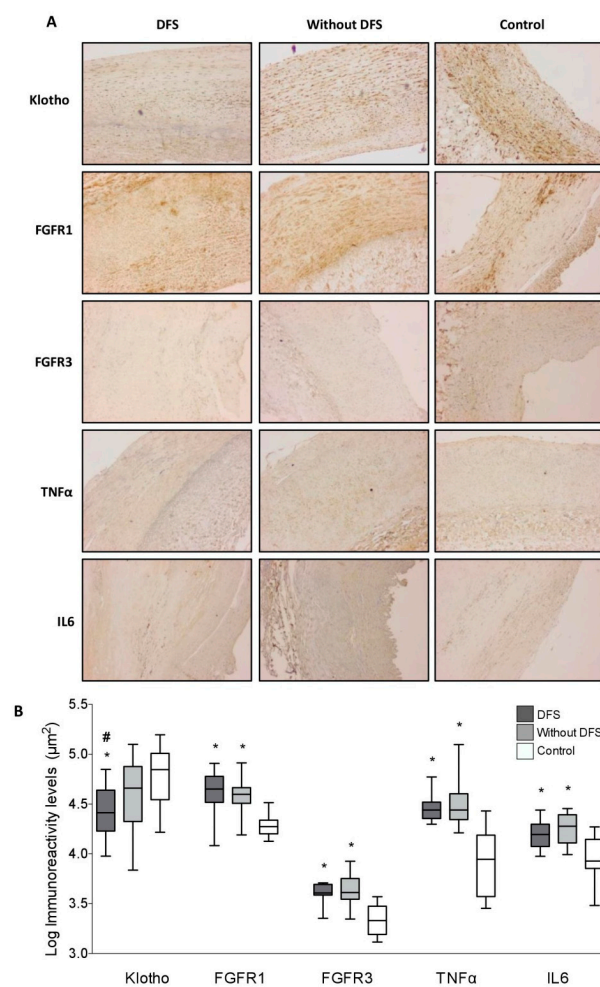 A
DFS Without DFS Control
Klotho
FGFR1
FGFR3
TNFα
IL6
B
Log Immunoreactivity levels (µm²)
5.5
5.0
4.5
4.0
3.5
3.0
#
*
* *
* *
* *
* *
DFS
Without DFS
Control
Klotho FGFR1 FGFR3 TNFα IL6